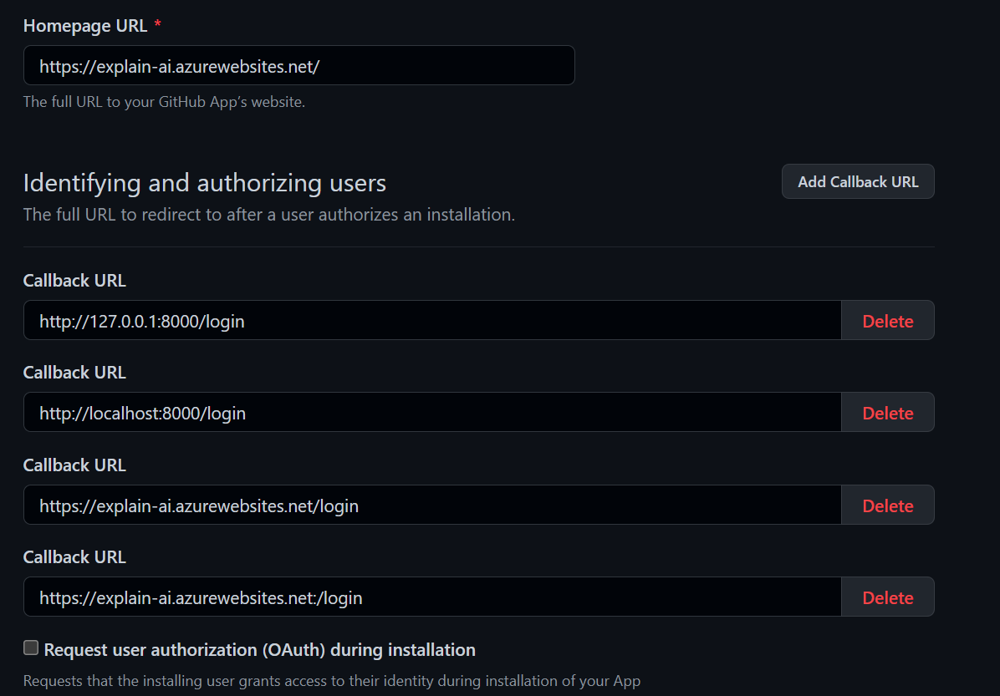 Homepage URL *
https://explain-ai.azurewebsites.net/
The full URL to your GitHub App's website.
Identifying and authorizing users
Add Callback URL
The full URL to redirect to after a user authorizes an installation.
Callback URL
http://127.0.0.1:8000/login
Delete
Callback URL
http://localhost:8000/login
Delete
Callback URL
https://explain-ai.azurewebsites.net/login
Delete
Callback URL
https://explain-ai.azurewebsites.net:/login
Delete
Request user authorization (OAuth) during installation
Requests that the installing user grants access to their identity during installation of your App